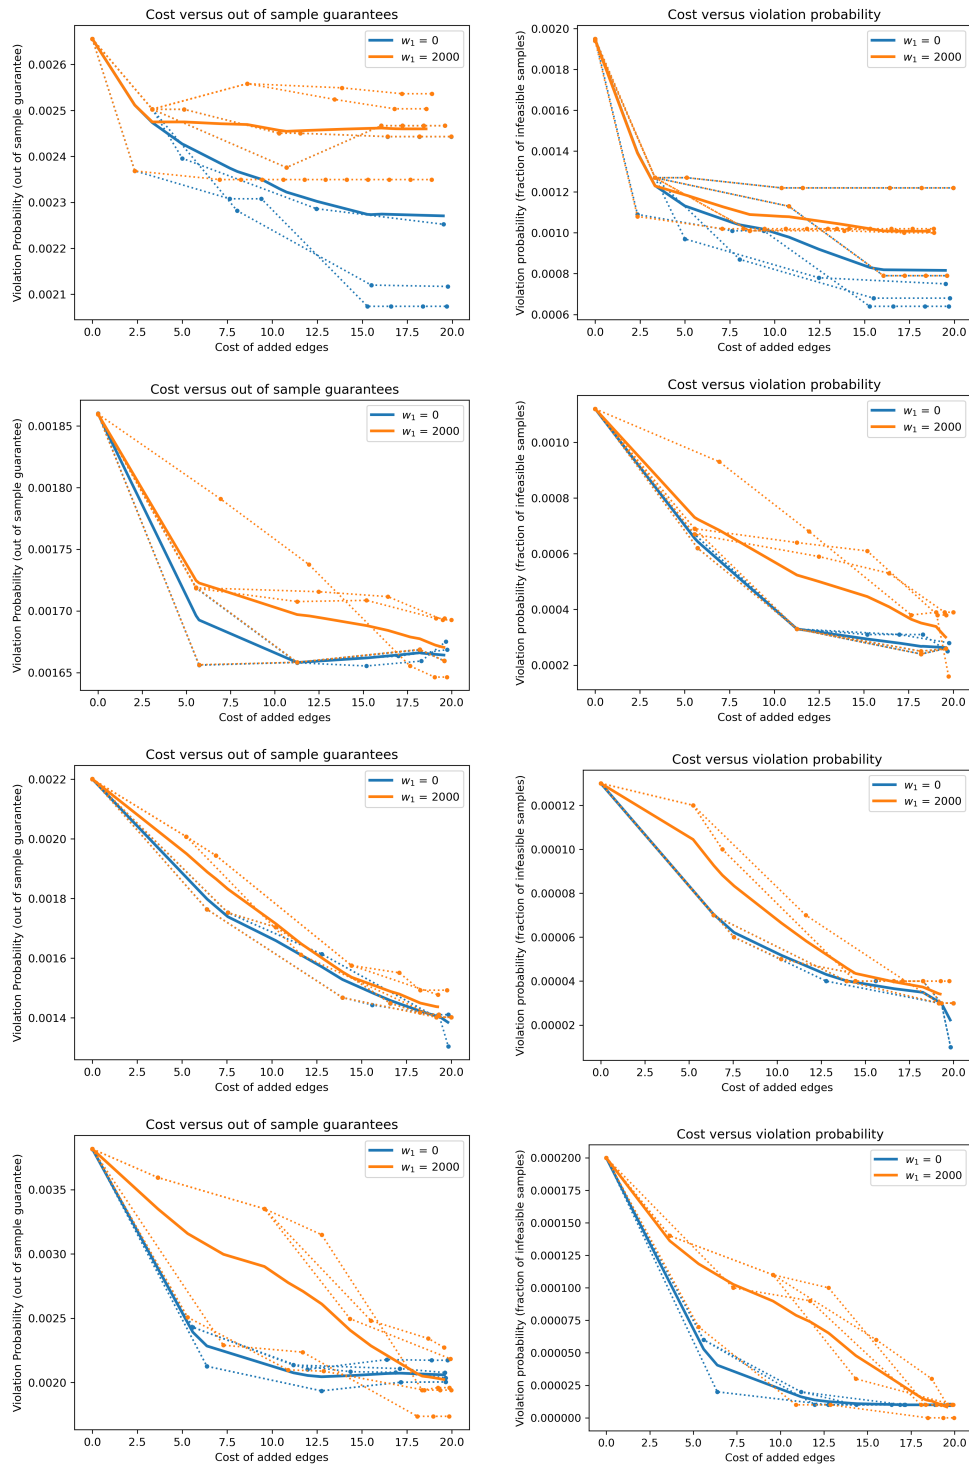 Cost versus out of sample guarantees
Violation Probability (out of sample guarantee)
0.0026
0.0025
0.0024
0.0023
0.0022
0.0021
w₁ = 0
w₁ = 2000
0.0 2.5 5.0 7.5 10.0 12.5 15.0 17.5 20.0
Cost of added edges
Cost versus violation probability
Violation probability (fraction of infeasible samples)
0.0020
0.0018
0.0016
0.0014
0.0012
0.0010
0.0008
0.0006
w₁ = 0
w₁ = 2000
0.0 2.5 5.0 7.5 10.0 12.5 15.0 17.5 20.0
Cost of added edges
Cost versus out of sample guarantees
Violation Probability (out of sample guarantee)
0.00185
0.00180
0.00175
0.00170
0.00165
w₁ = 0
w₁ = 2000
0.0 2.5 5.0 7.5 10.0 12.5 15.0 17.5 20.0
Cost of added edges
Cost versus violation probability
Violation probability (fraction of infeasible samples)
0.0010
0.0008
0.0006
0.0004
0.0002
w₁ = 0
w₁ = 2000
0.0 2.5 5.0 7.5 10.0 12.5 15.0 17.5 20.0
Cost of added edges
Cost versus out of sample guarantees
Violation Probability (out of sample guarantee)
0.0022
0.0020
0.0018
0.0016
0.0014
w₁ = 0
w₁ = 2000
0.0 2.5 5.0 7.5 10.0 12.5 15.0 17.5 20.0
Cost of added edges
Cost versus violation probability
Violation probability (fraction of infeasible samples)
0.00012
0.00010
0.00008
0.00006
0.00004
0.00002
w₁ = 0
w₁ = 2000
0.0 2.5 5.0 7.5 10.0 12.5 15.0 17.5 20.0
Cost of added edges
Cost versus out of sample guarantees
Violation Probability (out of sample guarantee)
0.0035
0.0030
0.0025
0.0020
w₁ = 0
w₁ = 2000
0.0 2.5 5.0 7.5 10.0 12.5 15.0 17.5 20.0
Cost of added edges
Cost versus violation probability
Violation probability (fraction of infeasible samples)
0.000200
0.000175
0.000150
0.000125
0.000100
0.000075
0.000050
0.000025
0.000000
w₁ = 0
w₁ = 2000
0.0 2.5 5.0 7.5 10.0 12.5 15.0 17.5 20.0
Cost of added edges